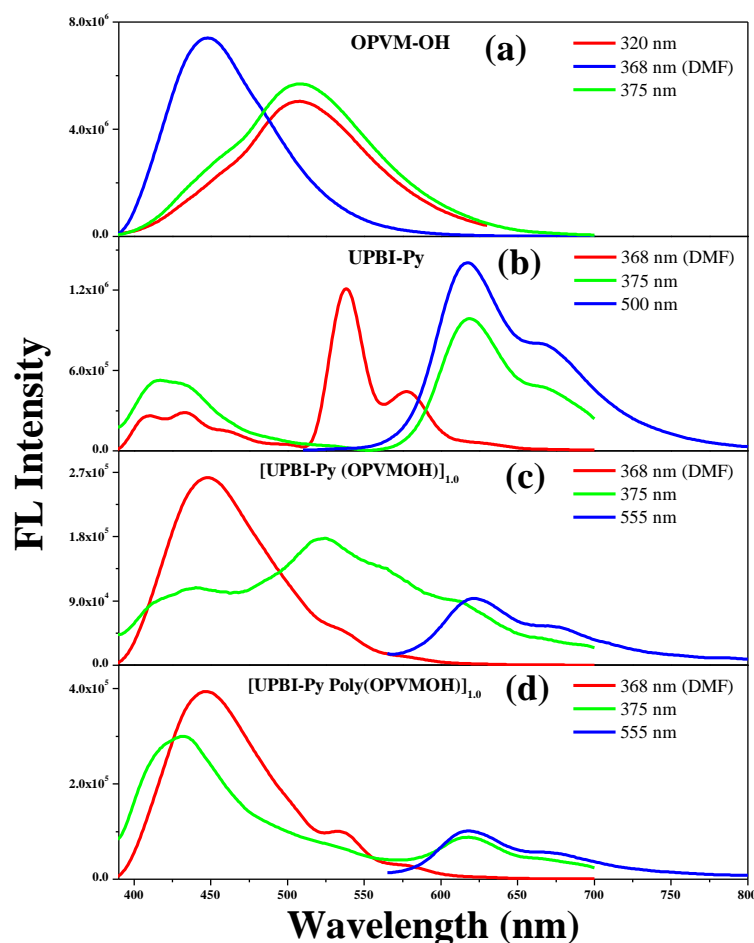 8.0x10⁶
4.0x10⁶
0.0
OPVM-OH
(a)
320 nm
368 nm (DMF)
375 nm
1.2x10⁶
6.0x10⁵
0.0
UPBI-Py
(b)
368 nm (DMF)
375 nm
500 nm
2.7x10⁵
1.8x10⁵
9.0x10⁴
0.0
[UPBI-Py (OPVMOH)]₁.₀
(c)
368 nm (DMF)
375 nm
555 nm
4.0x10⁵
2.0x10⁵
0.0
[UPBI-Py Poly(OPVMOH)]₁.₀
(d)
368 nm (DMF)
375 nm
555 nm
400 450 500 550 600 650 700 750 800
FL Intensity
Wavelength (nm)